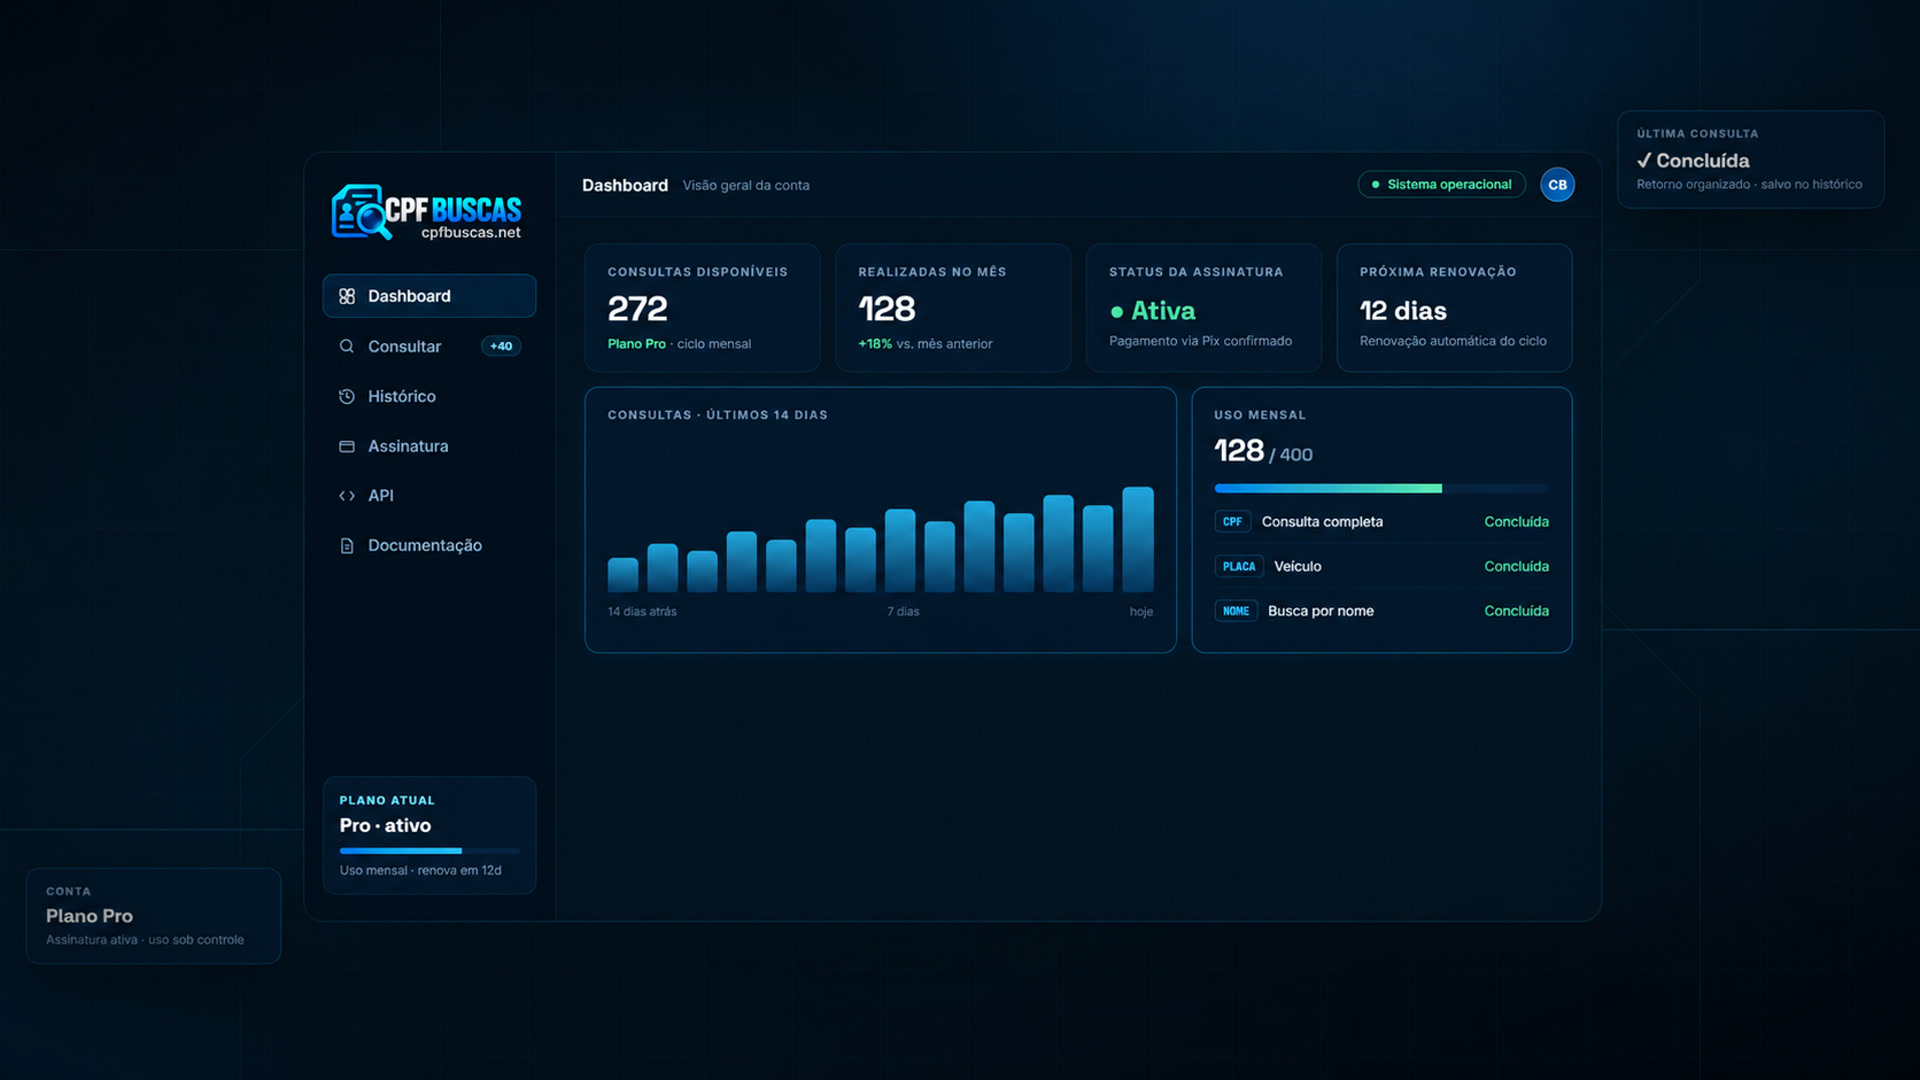 CPF BUSCAS
cpfbuscas.net
Dashboard
Consultar +40
Histórico
Assinatura
API
Documentação
PLANO ATUAL
Pro · ativo
Uso mensal · renova em 12d
Dashboard Visão geral da conta
Sistema operacional CB
CONSULTAS DISPONÍVEIS
272
Plano Pro · ciclo mensal
REALIZADAS NO MÊS
128
+18% vs. mês anterior
STATUS DA ASSINATURA
Ativa
Pagamento via Pix confirmado
PRÓXIMA RENOVAÇÃO
12 dias
Renovação automática do ciclo
CONSULTAS · ÚLTIMOS 14 DIAS
14 dias atrás 7 dias hoje
USO MENSAL
128 / 400
CPF Consulta completa Concluída
PLACA Veículo Concluída
NOME Busca por nome Concluída
ÚLTIMA CONSULTA
✓ Concluída
Retorno organizado · salvo no histórico
CONTA
Plano Pro
Assinatura ativa · uso sob controle